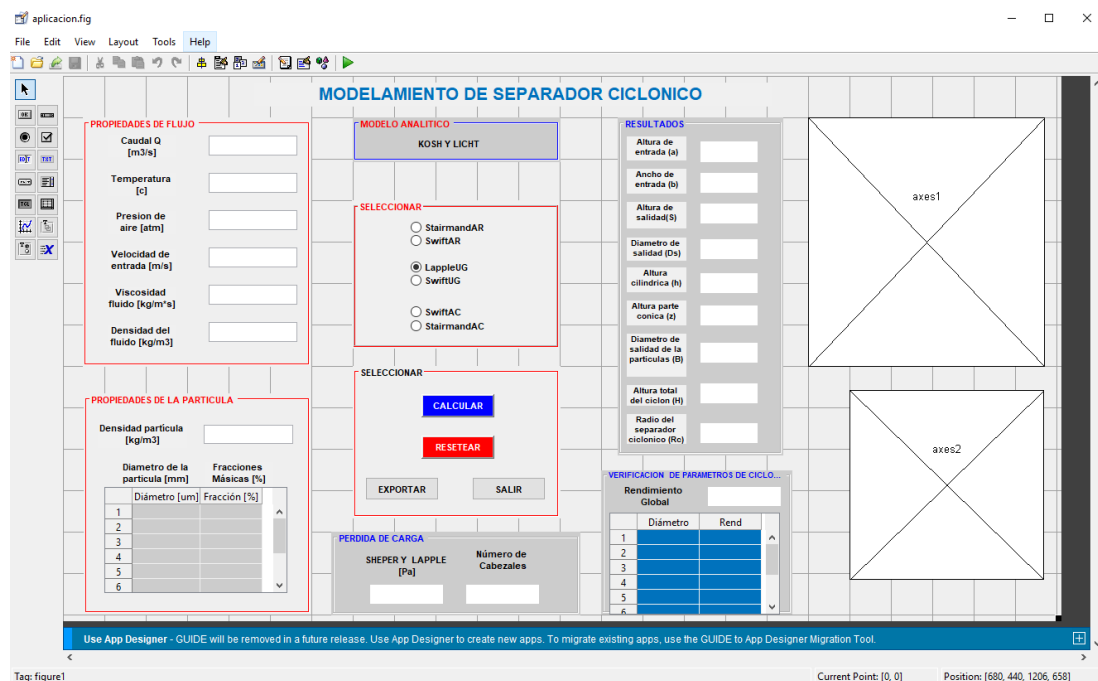 aplicacion.fig
File Edit View Layout Tools Help
MODELAMIENTO DE SEPARADOR CICLONICO
PROPIEDADES DE FLUJO
Caudal Q
[m3/s]
Temperatura
[c]
Presion de
aire [atm]
Velocidad de
entrada [m/s]
Viscosidad
fluido [kg/m*s]
Densidad del
fluido [kg/m3]
PROPIEDADES DE LA PARTICULA
Densidad particula
[kg/m3]
Diametro de la
particula [mm]
Fracciones
Másicas [%]
Diámetro [um] Fracción [%]
1
2
3
4
5
6
MODELO ANALITICO
KOSH Y LICHT
SELECCIONAR
StairmandAR
SwiftAR
LappleUG
SwiftUG
SwiftAC
StairmandAC
SELECCIONAR
CALCULAR
RESETEAR
EXPORTAR SALIR
PERDIDA DE CARGA
SHEPER Y LAPPLE
[Pa]
Número de
Cabezales
RESULTADOS
Altura de
entrada (a)
Ancho de
entrada (b)
Altura de
salidad(S)
Diametro de
salidad (Ds)
Altura
cilindrica (h)
Altura parte
conica (z)
Diametro de
salidad de la
particulas (B)
Altura total
del ciclon (H)
Radio del
separador
ciclonico (Rc)
VERIFICACION DE PARAMETROS DE CICLO...
Rendimiento
Global
Diámetro Rend
1
2
3
4
5
6
axes1
axes2
Use App Designer - GUIDE will be removed in a future release. Use App Designer to create new apps. To migrate existing apps, use the GUIDE to App Designer Migration Tool.
Tag: figure1 Current Point: [0, 0] Position: [680, 440, 1206, 658]